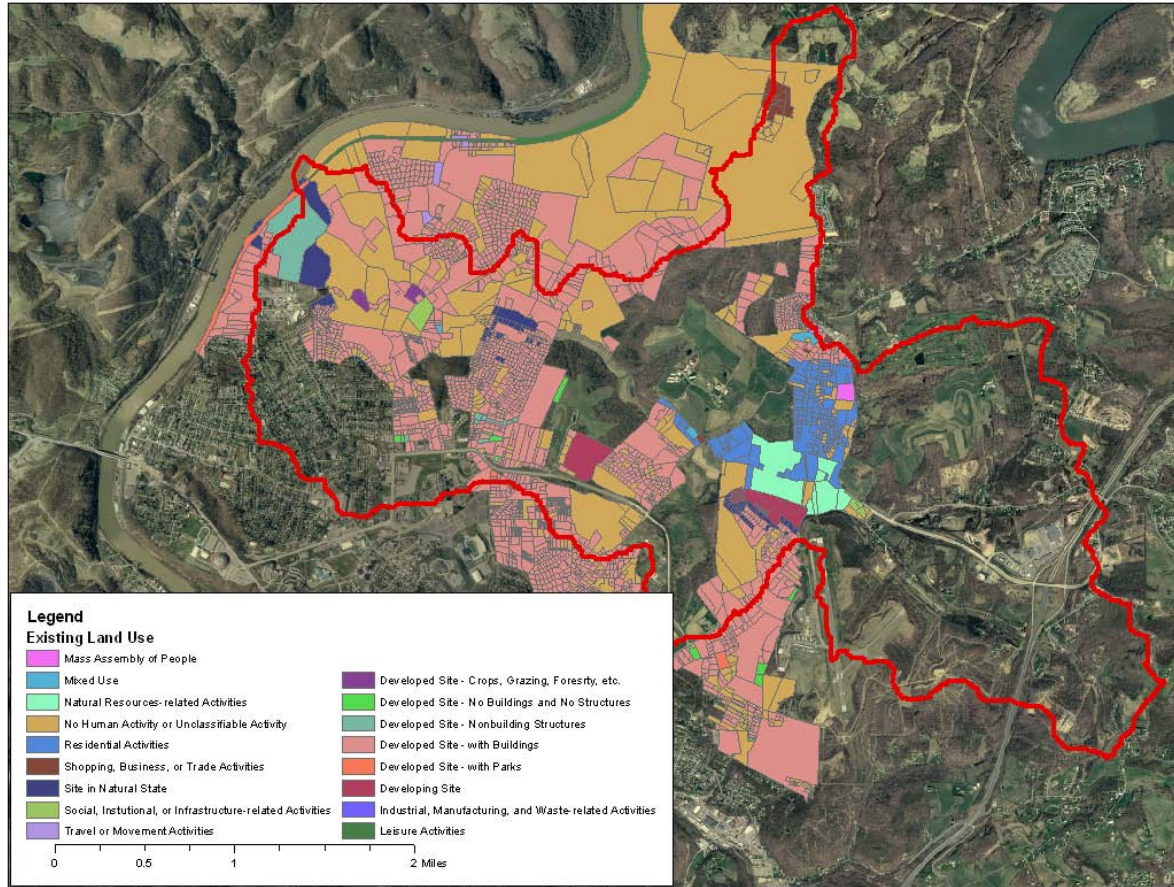 Legend
Existing Land Use
Mass Assembly of People
Mixed Use
Natural Resources-related Activities
No Human Activity or Unclassifiable Activity
Residential Activities
Shopping, Business, or Trade Activities
Site in Natural State
Social, Instutional, or Infrastructure-related Activities
Travel or Movement Activities
Developed Site - Crops, Grazing, Foresrty, etc.
Developed Site - No Buildings and No Structures
Developed Site - Nonbuilding Structures
Developed Site - with Buildings
Developed Site - with Parks
Developing Site
Industrial, Manufacturing, and Waste-related Activities
Leisure Activities
0 0.5 1 2 Miles